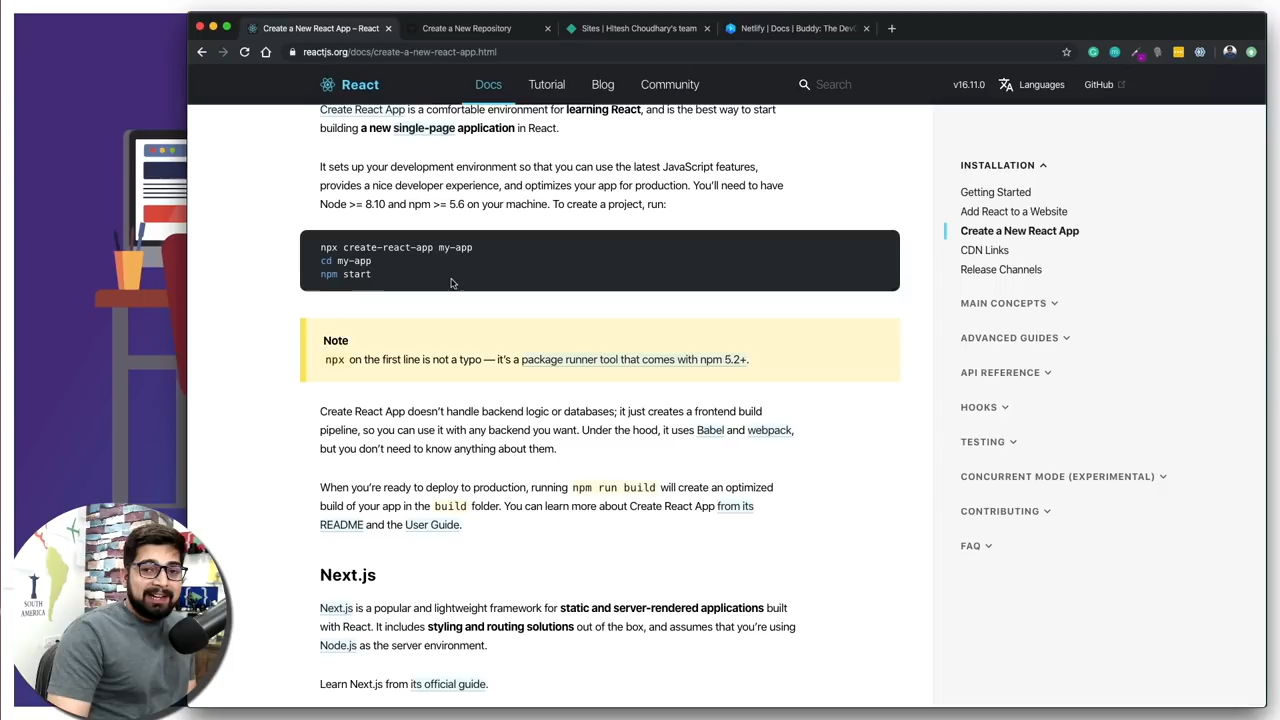 Create a New React App – React
Create a New Repository
Sites | Hitesh Choudhary's team
Netlify | Docs | Buddy: The Dev
reactjs.org/docs/create-a-new-react-app.html
React
Docs
Tutorial
Blog
Community
Search
v16.11.0
Languages
GitHub
Create React App is a comfortable environment for learning React, and is the best way to start
building a new single-page application in React.
It sets up your development environment so that you can use the latest JavaScript features,
provides a nice developer experience, and optimizes your app for production. You'll need to have
Node >= 8.10 and npm >= 5.6 on your machine. To create a project, run:
npx create-react-app my-app
cd my-app
npm start
Note
npx on the first line is not a typo — it's a package runner tool that comes with npm 5.2+.
Create React App doesn't handle backend logic or databases; it just creates a frontend build
pipeline, so you can use it with any backend you want. Under the hood, it uses Babel and webpack,
but you don't need to know anything about them.
When you're ready to deploy to production, running npm run build will create an optimized
build of your app in the build folder. You can learn more about Create React App from its
README and the User Guide.
Next.js
Next.js is a popular and lightweight framework for static and server-rendered applications built
with React. It includes styling and routing solutions out of the box, and assumes that you're using
Node.js as the server environment.
Learn Next.js from its official guide.
INSTALLATION
Getting Started
Add React to a Website
Create a New React App
CDN Links
Release Channels
MAIN CONCEPTS
ADVANCED GUIDES
API REFERENCE
HOOKS
TESTING
CONCURRENT MODE (EXPERIMENTAL)
CONTRIBUTING
FAQ
SOUTH
AMERICA